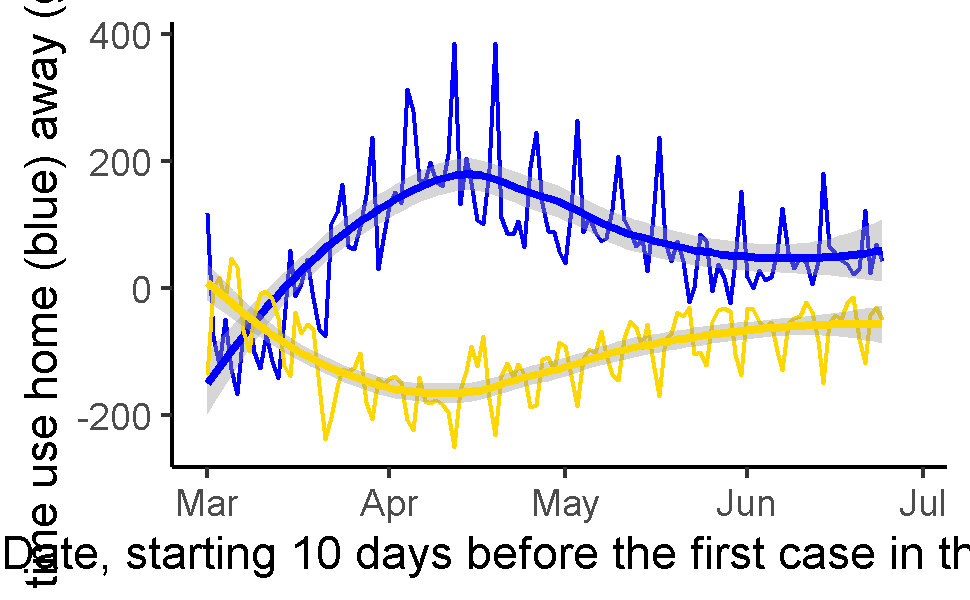 time use home (blue) away (
400
200
0
-200
Mar Apr May Jun Jul
Date, starting 10 days before the first case in th